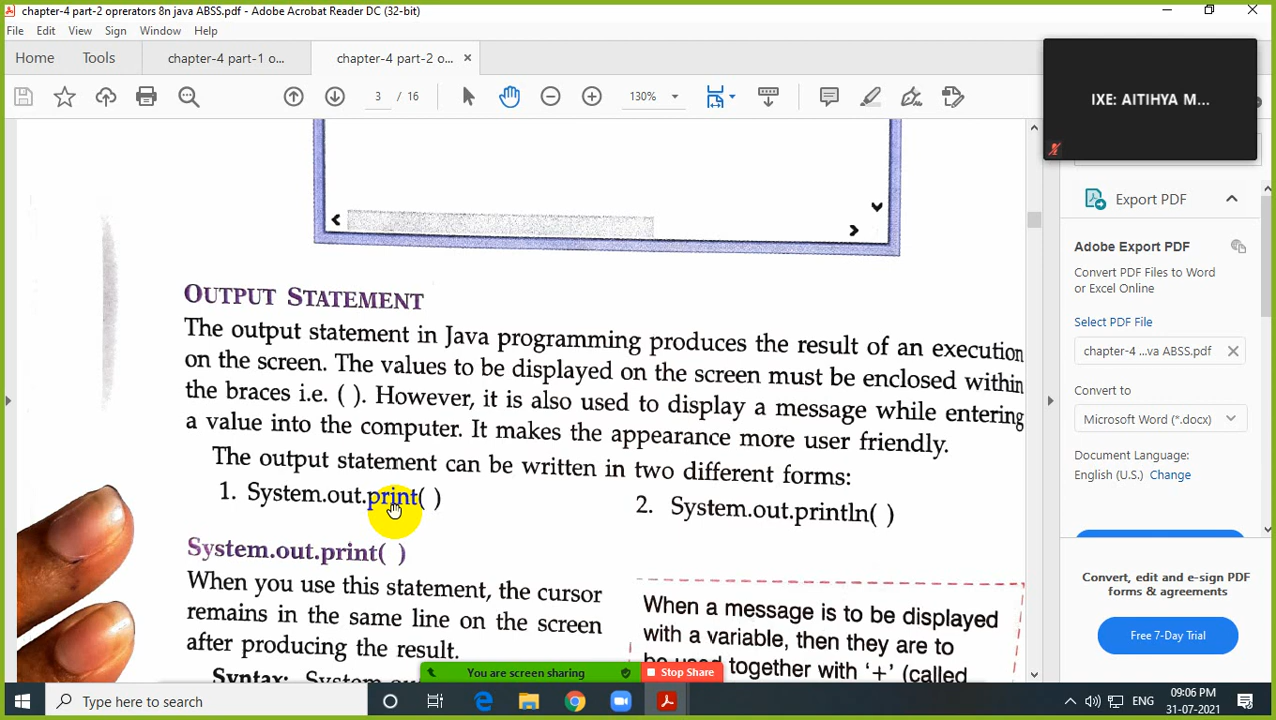 chapter-4 part-2 oprerators 8n java ABSS.pdf - Adobe Acrobat Reader DC (32-bit)
File Edit View Sign Window Help
Home Tools chapter-4 part-1 o... chapter-4 part-2 o... ×
3 / 16 130%
IXE: AITIHYA M...
Export PDF
Adobe Export PDF
Convert PDF Files to Word
or Excel Online
Select PDF File
chapter-4 ...va ABSS.pdf
Convert to
Microsoft Word (*.docx)
Document Language:
English (U.S.) Change
Convert, edit and e-sign PDF
forms & agreements
Free 7-Day Trial
OUTPUT STATEMENT
The output statement in Java programming produces the result of an execution
on the screen. The values to be displayed on the screen must be enclosed within
the braces i.e. ( ). However, it is also used to display a message while entering
a value into the computer. It makes the appearance more user friendly.
The output statement can be written in two different forms:
1. System.out.print( ) 2. System.out.println( )
System.out.print( )
When you use this statement, the cursor
remains in the same line on the screen
after producing the result.
When a message is to be displayed
with a variable, then they are to
be used together with '+' (called
You are screen sharing Stop Share
Type here to search
ENG
09:06 PM
31-07-2021